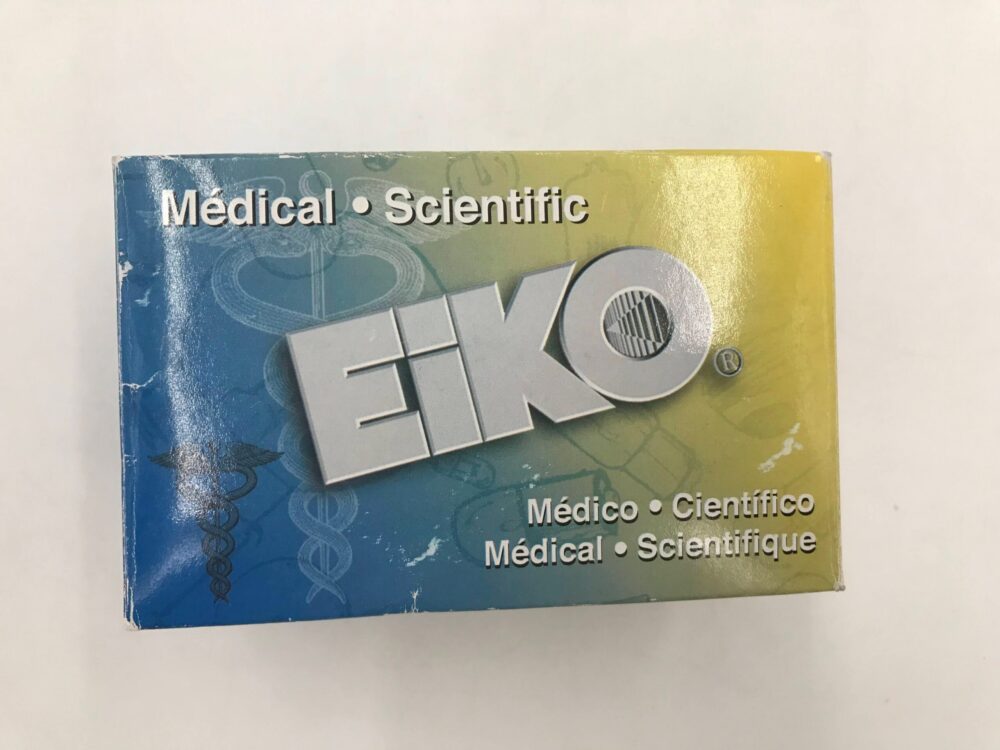 Médical • Scientific
EiKO®
Médico • Científico
Médical • Scientifique